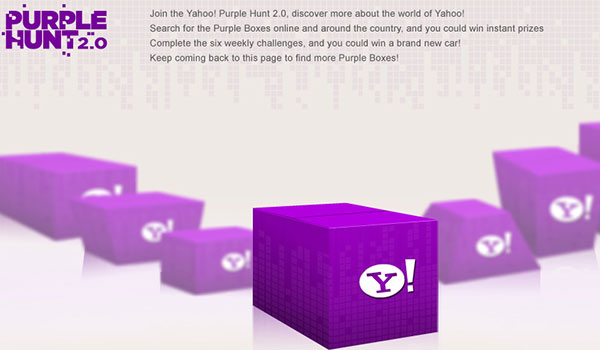 PURPLE
HUNT 2.0
Join the Yahoo! Purple Hunt 2.0, discover more about the world of Yahoo!
Search for the Purple Boxes online and around the country, and you could win instant prizes
Complete the six weekly challenges, and you could win a brand new car!
Keep coming back to this page to find more Purple Boxes!
Y!
Y!
Y!
Y!
Y!
Y!